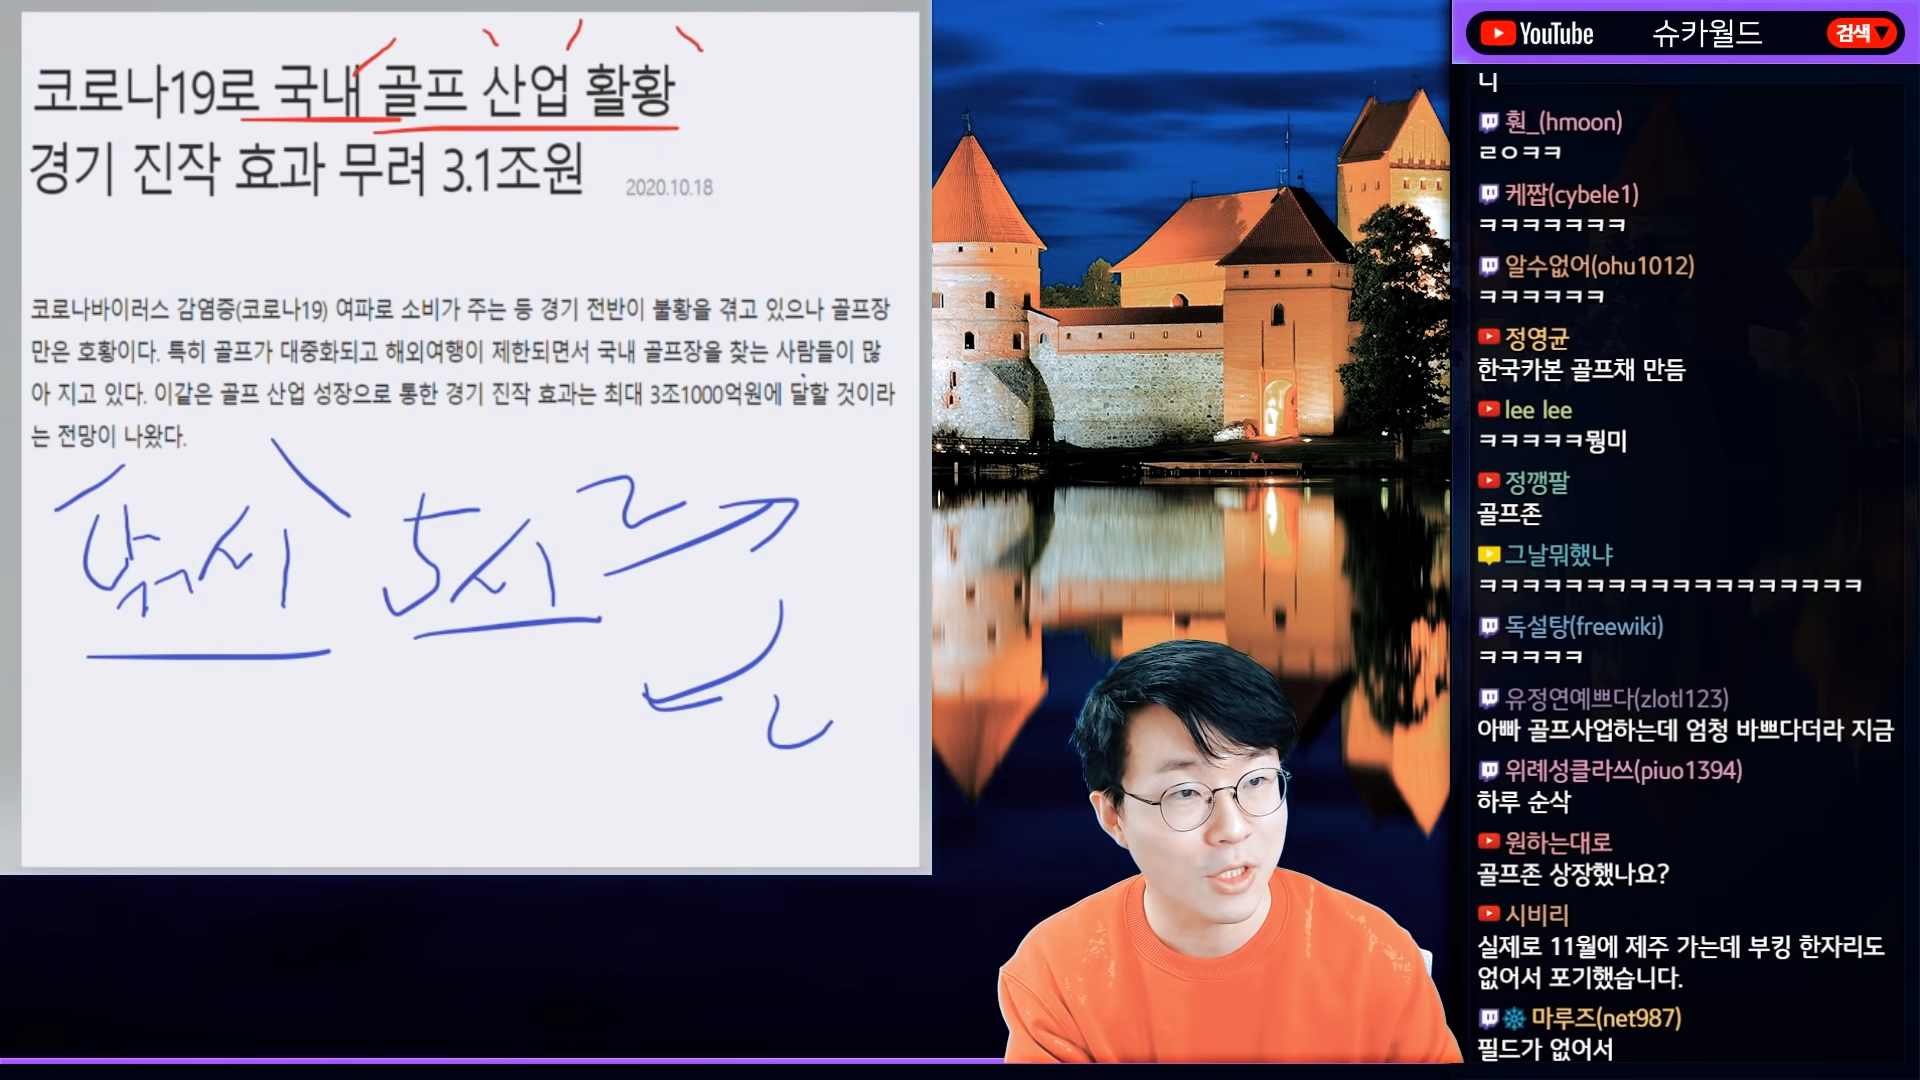 코로나19로 국내 골프 산업 활황
경기 진작 효과 무려 3.1조원
2020.10.18
코로나바이러스 감염증(코로나19) 여파로 소비가 주는 등 경기 전반이 불황을 겪고 있으나 골프장
만은 호황이다. 특히 골프가 대중화되고 해외여행이 제한되면서 국내 골프장을 찾는 사람들이 많
아 지고 있다. 이같은 골프 산업 성장으로 통한 경기 진작 효과는 최대 3조1000억원에 달할 것이라
는 전망이 나왔다.
낚시 5시 2
2
YouTube 슈카월드 검색
니
훤_(hmoon)
ㄹㅇㅋㅋ
케짭(cybele1)
ㅋㅋㅋㅋㅋㅋㅋㅋ
알수없어(ohu1012)
ㅋㅋㅋㅋㅋㅋㅋ
정영균
한국카본 골프채 만듬
lee lee
ㅋㅋㅋㅋㅋ뭥미
정깽팔
골프존
그날뭐했냐
ㅋㅋㅋㅋㅋㅋㅋㅋㅋㅋㅋㅋㅋㅋㅋㅋㅋㅋㅋㅋㅋ
독설탕(freewiki)
ㅋㅋㅋㅋㅋ
유정연예쁘다(zlotl123)
아빠 골프사업하는데 엄청 바쁘다더라 지금
위례성클라쓰(piuo1394)
하루 순삭
원하는대로
골프존 상장했나요?
시비리
실제로 11월에 제주 가는데 부킹 한자리도
없어서 포기했습니다.
마루즈(net987)
필드가 없어서